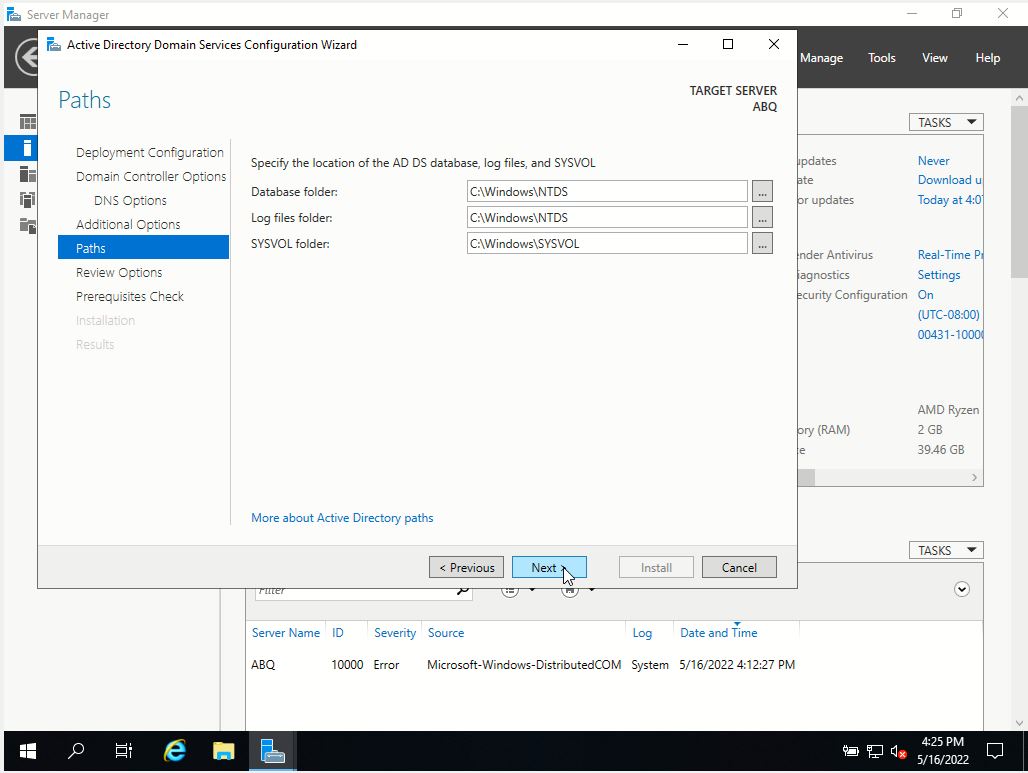 Server Manager
Active Directory Domain Services Configuration Wizard
Manage Tools View Help
Paths
TARGET SERVER
ABQ
Deployment Configuration
Domain Controller Options
DNS Options
Additional Options
Paths
Review Options
Prerequisites Check
Installation
Results
Specify the location of the AD DS database, log files, and SYSVOL
Database folder: C:\Windows\NTDS ...
Log files folder: C:\Windows\NTDS ...
SYSVOL folder: C:\Windows\SYSVOL ...
More about Active Directory paths
< Previous Next > Install Cancel
TASKS
updates Never
ate Download u
or updates Today at 4:07
ender Antivirus Real-Time Pr
iagnostics Settings
ecurity Configuration On
(UTC-08:00)
00431-10000
AMD Ryzen
ory (RAM) 2 GB
ce 39.46 GB
TASKS
Filter
Server Name ID Severity Source Log Date and Time
ABQ 10000 Error Microsoft-Windows-DistributedCOM System 5/16/2022 4:12:27 PM
4:25 PM
5/16/2022